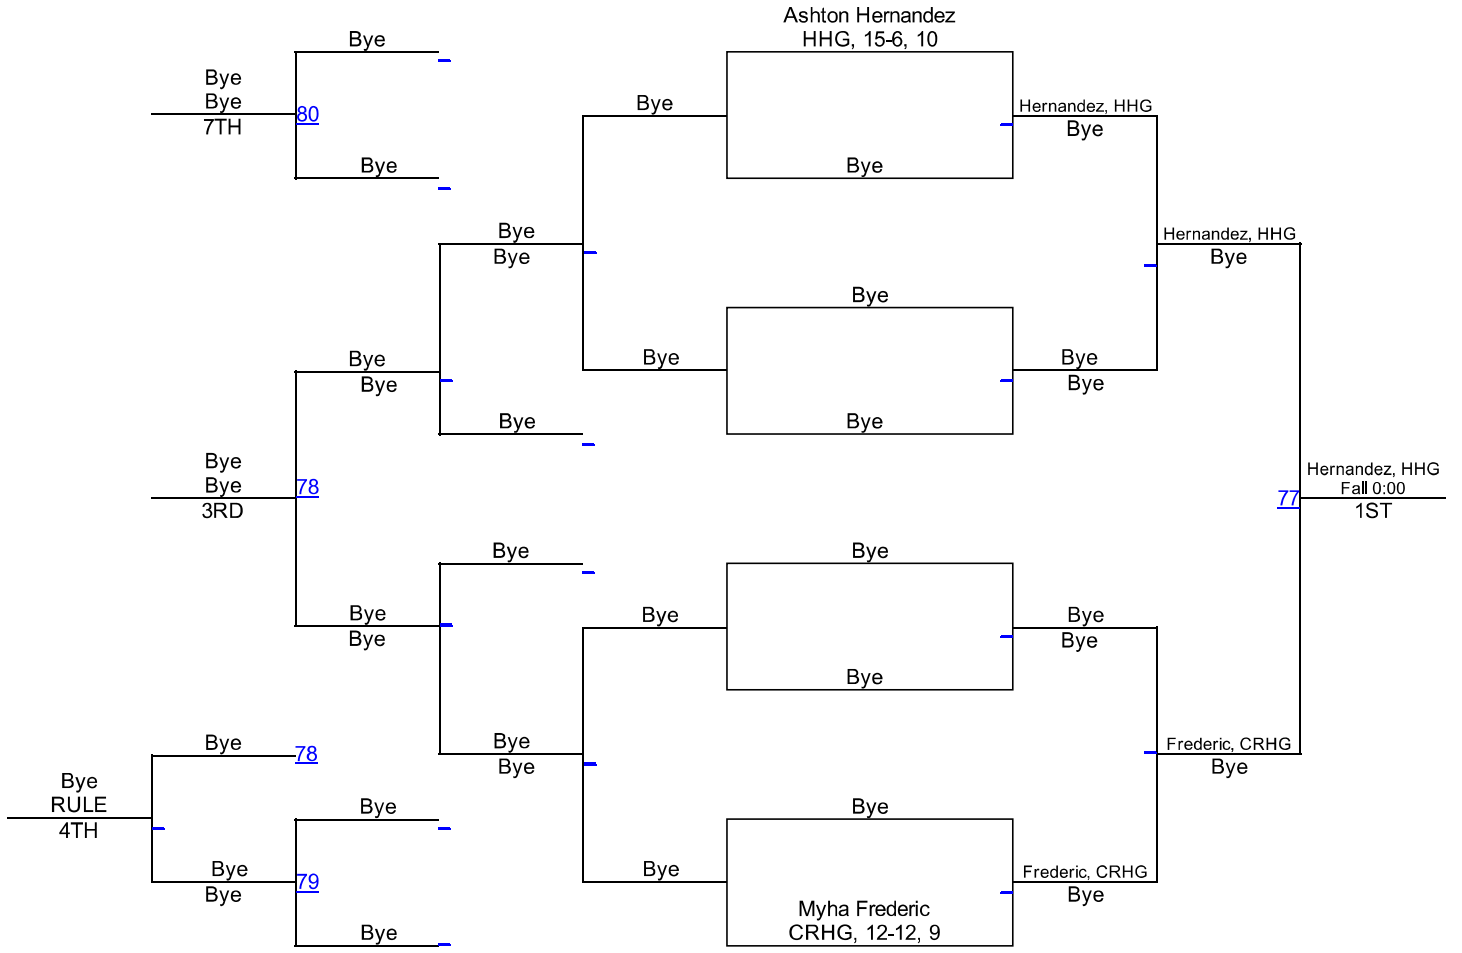 Ashton Hernandez
HHG, 15-6, 10
Bye
Bye
Bye
80
7TH
Bye
Bye
Bye
Hernandez, HHG
Bye
Bye
Bye
Hernandez, HHG
Bye
Bye
Bye
Bye
Bye
Bye
Bye
Bye
Bye
Bye
Bye
Bye
Bye
78
3RD
Hernandez, HHG
Fall 0:00
77
1ST
Bye
Bye
Bye
Bye
Bye
Bye
Bye
Bye
Bye
Bye
Bye
78
Frederic, CRHG
Bye
Bye
RULE
4TH
Bye
Bye
Bye
Bye
79
Bye
Frederic, CRHG
Bye
Myha Frederic
CRHG, 12-12, 9
Bye